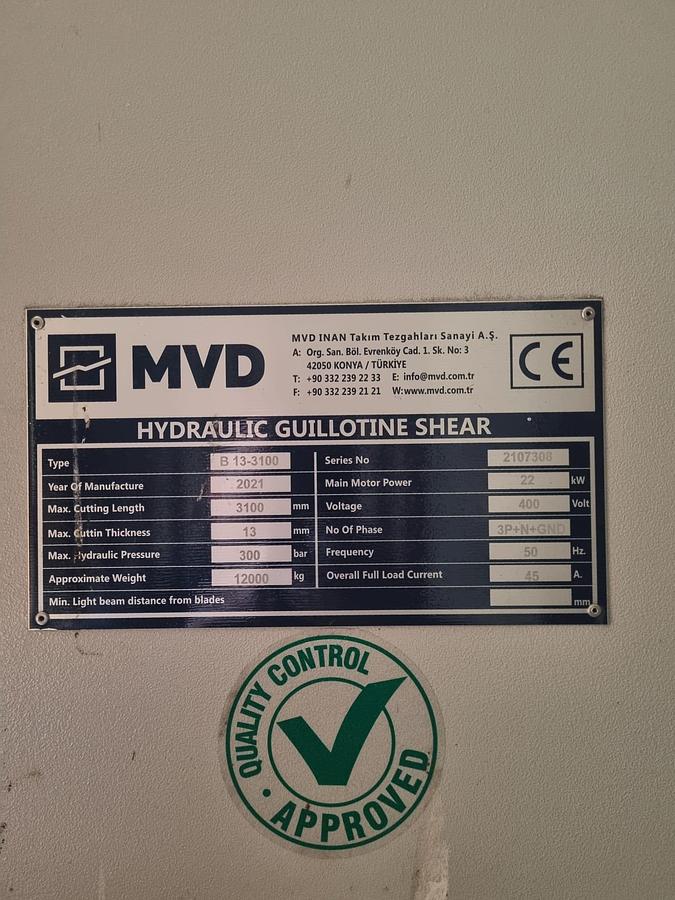 MVD
MVD INAN Takım Tezgahları Sanayi A.Ş.
A: Org. San. Böl. Evrenköy Cad. 1. Sk. No: 3
42050 KONYA / TÜRKİYE
T: +90 332 239 22 33 E: info@mvd.com.tr
F: +90 332 239 21 21 W:www.mvd.com.tr
CE
HYDRAULIC GUILLOTINE SHEAR
Type B 13-3100 Series No 2107308
Year Of Manufacture 2021 Main Motor Power 22 kW
Max. Cutting Length 3100 mm Voltage 400 Volt
Max. Cuttin Thickness 13 mm No Of Phase 3P+N+GND
Max. Hydraulic Pressure 300 bar Frequency 50 Hz.
Approximate Weight 12000 kg Overall Full Load Current 45 A.
Min. Light beam distance from blades mm
QUALITY CONTROL
APPROVED